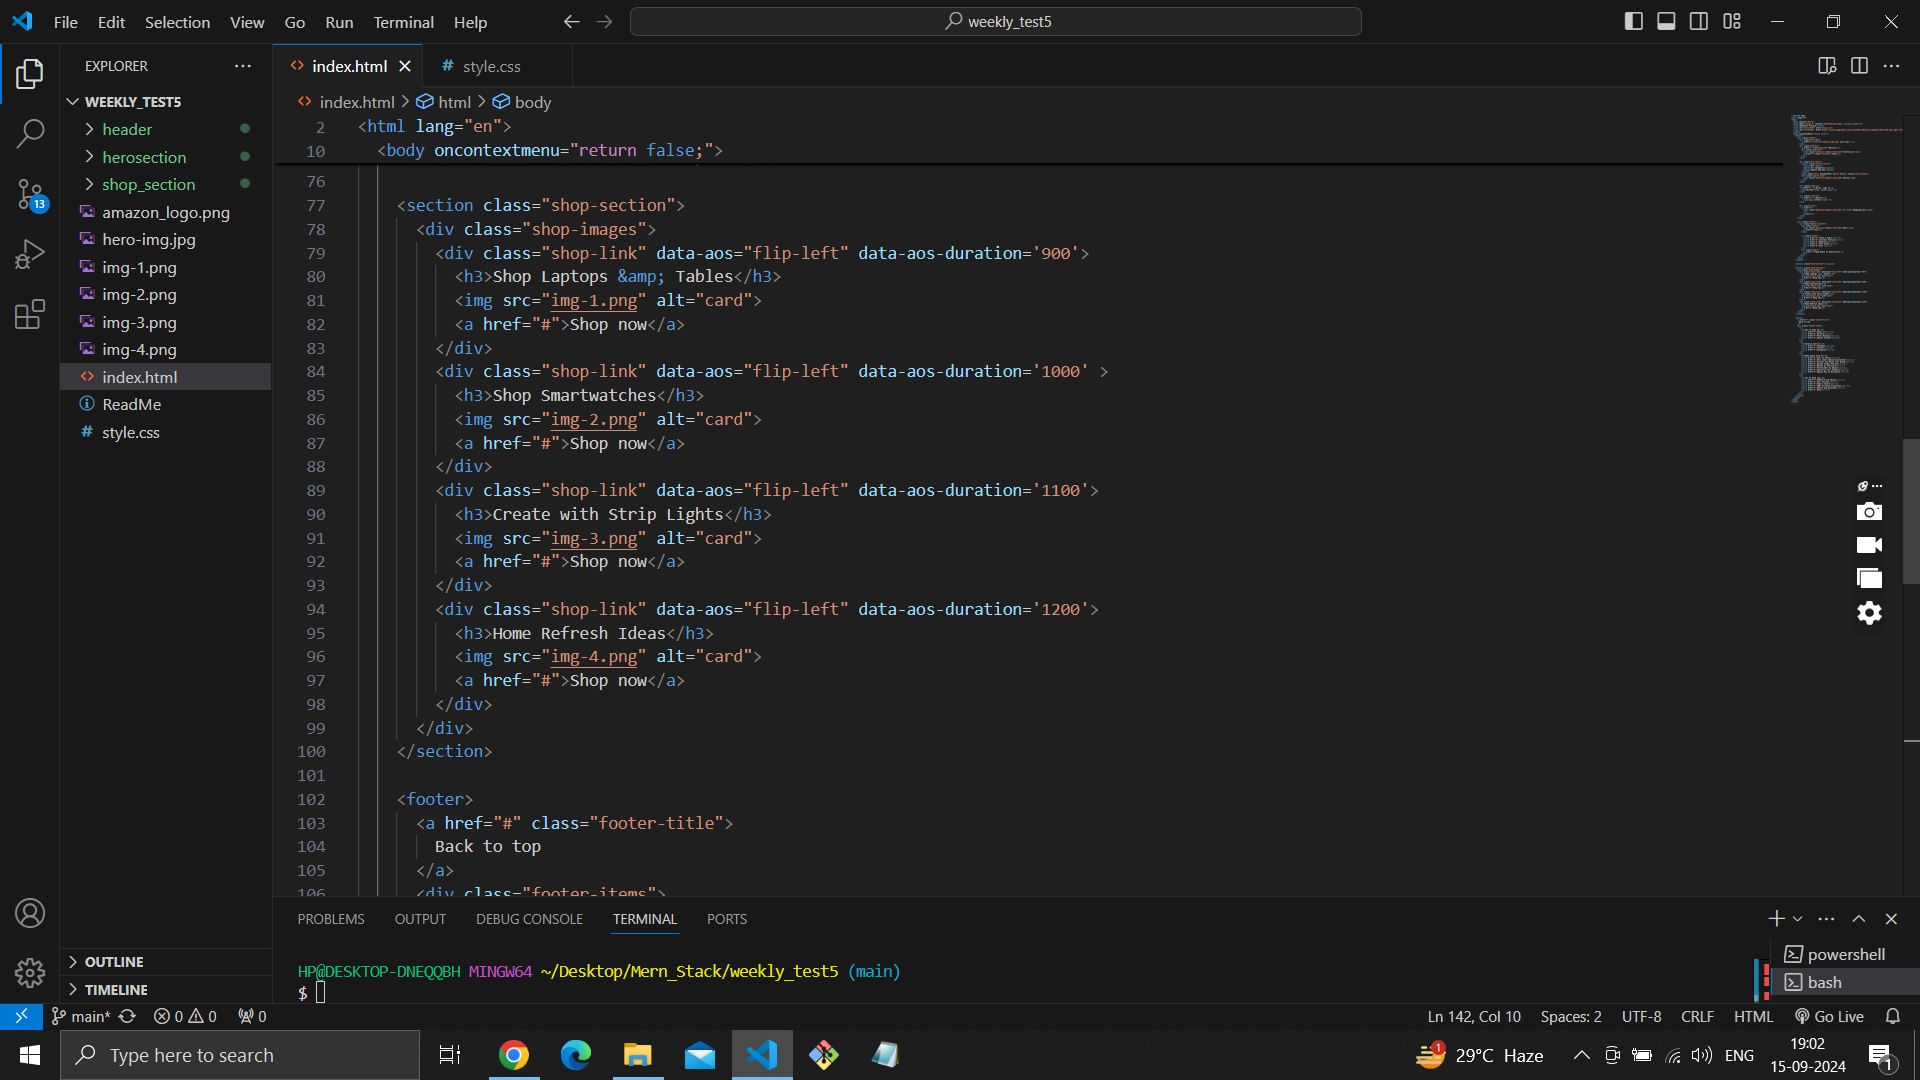 File Edit Selection View Go Run Terminal Help
weekly_test5
EXPLORER
WEEKLY_TEST5
header
herosection
shop_section
amazon_logo.png
hero-img.jpg
img-1.png
img-2.png
img-3.png
img-4.png
index.html
ReadMe
style.css
OUTLINE
TIMELINE
13
index.html
style.css
index.html > html > body
2 <html lang="en">
10 <body oncontextmenu="return false;">
76
77 <section class="shop-section">
78 <div class="shop-images">
79 <div class="shop-link" data-aos="flip-left" data-aos-duration='900'>
80 <h3>Shop Laptops &amp; Tables</h3>
81 <img src="img-1.png" alt="card">
82 <a href="#">Shop now</a>
83 </div>
84 <div class="shop-link" data-aos="flip-left" data-aos-duration='1000' >
85 <h3>Shop Smartwatches</h3>
86 <img src="img-2.png" alt="card">
87 <a href="#">Shop now</a>
88 </div>
89 <div class="shop-link" data-aos="flip-left" data-aos-duration='1100'>
90 <h3>Create with Strip Lights</h3>
91 <img src="img-3.png" alt="card">
92 <a href="#">Shop now</a>
93 </div>
94 <div class="shop-link" data-aos="flip-left" data-aos-duration='1200'>
95 <h3>Home Refresh Ideas</h3>
96 <img src="img-4.png" alt="card">
97 <a href="#">Shop now</a>
98 </div>
99 </div>
100 </section>
101
102 <footer>
103 <a href="#" class="footer-title">
104 Back to top
105 </a>
106 <div class="footer-items">
PROBLEMS OUTPUT DEBUG CONSOLE TERMINAL PORTS
HP@DESKTOP-DNEQQBH MINGW64 ~/Desktop/Mern_Stack/weekly_test5 (main)
$
powershell
bash
main* 0 0 0
Ln 142, Col 10 Spaces: 2 UTF-8 CRLF HTML Go Live
Type here to search
1
29°C Haze
ENG
19:02
15-09-2024
1